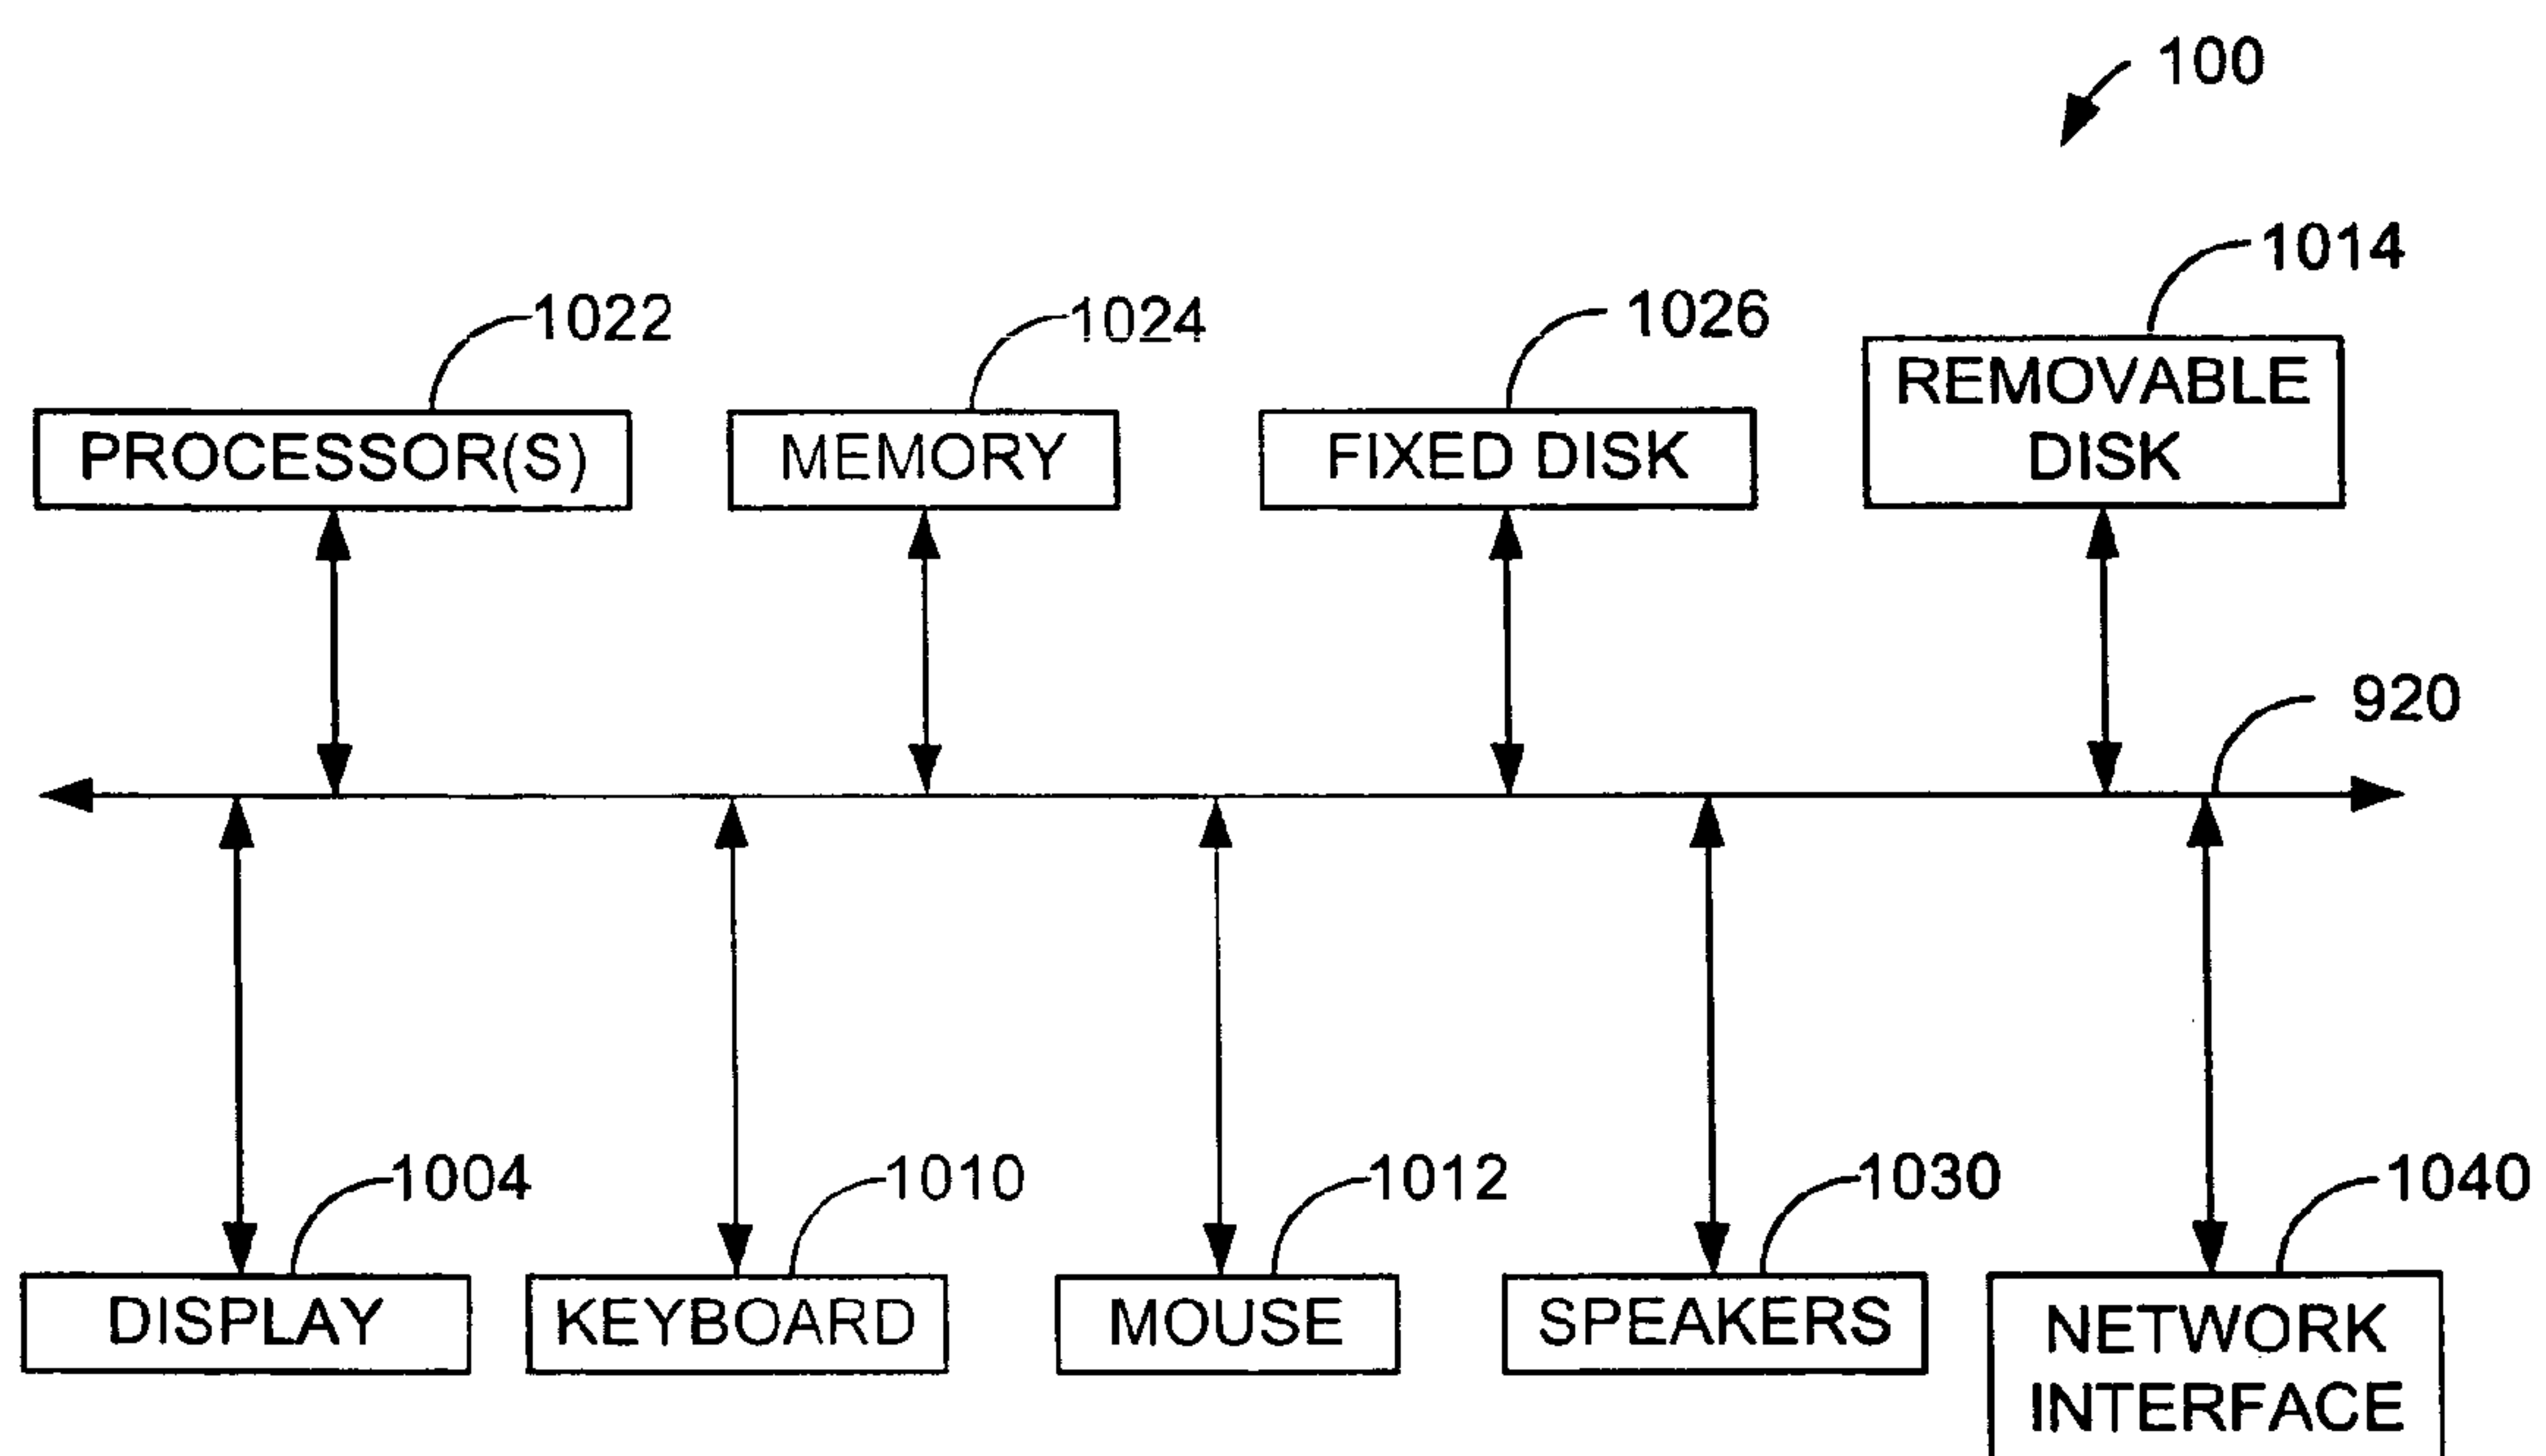 100
1014
1022
1024
1026
REMOVABLE
DISK
PROCESSOR(S)
MEMORY
FIXED DISK
920
1004
1010
1012
1030
1040
DISPLAY
KEYBOARD
MOUSE
SPEAKERS
NETWORK
INTERFACE